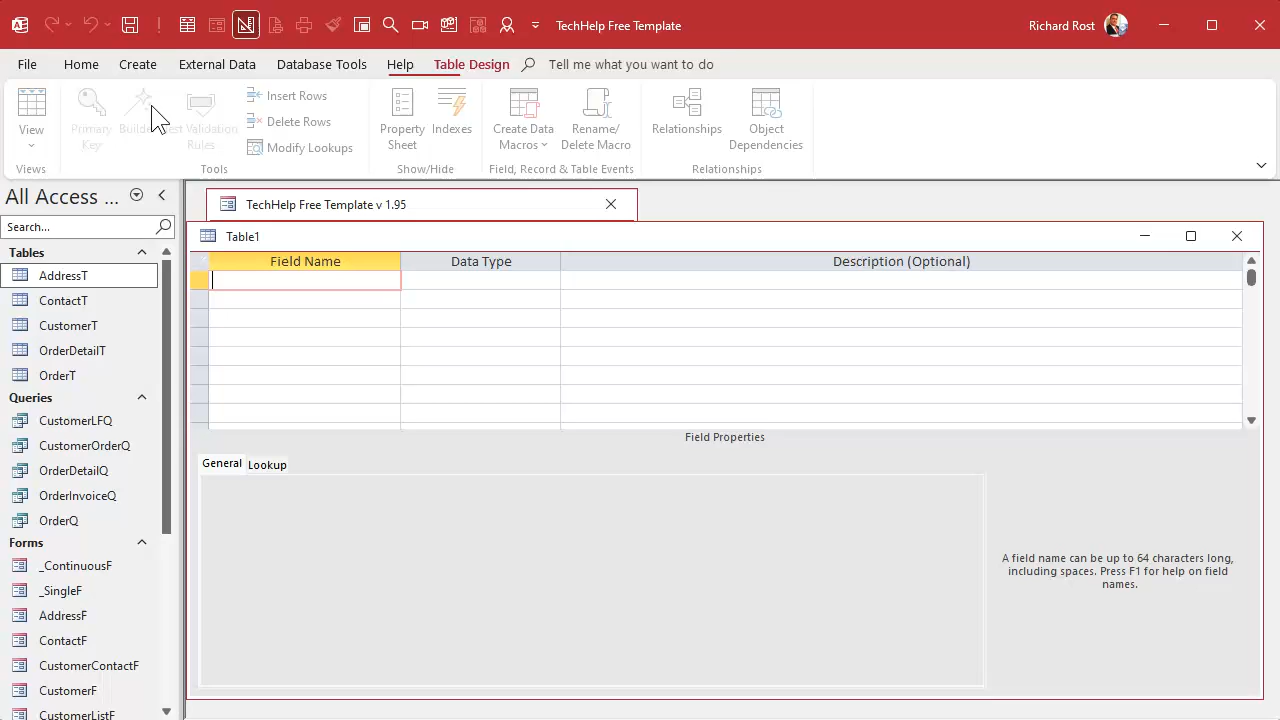 TechHelp Free Template
Richard Rost
File Home Create External Data Database Tools Help Table Design Tell me what you want to do
View
Primary Key
Builder
Test Validation Rules
Insert Rows
Delete Rows
Modify Lookups
Property Sheet
Indexes
Create Data Macros
Rename/ Delete Macro
Relationships
Object Dependencies
Views
Tools
Show/Hide
Field, Record & Table Events
Relationships
All Access ...
Search...
Tables
AddressT
ContactT
CustomerT
OrderDetailT
OrderT
Queries
CustomerLFQ
CustomerOrderQ
OrderDetailQ
OrderInvoiceQ
OrderQ
Forms
_ContinuousF
_SingleF
AddressF
ContactF
CustomerContactF
CustomerF
CustomerListF
TechHelp Free Template v 1.95
Table1
Field Name Data Type Description (Optional)
Field Properties
General Lookup
A field name can be up to 64 characters long,
including spaces. Press F1 for help on field
names.